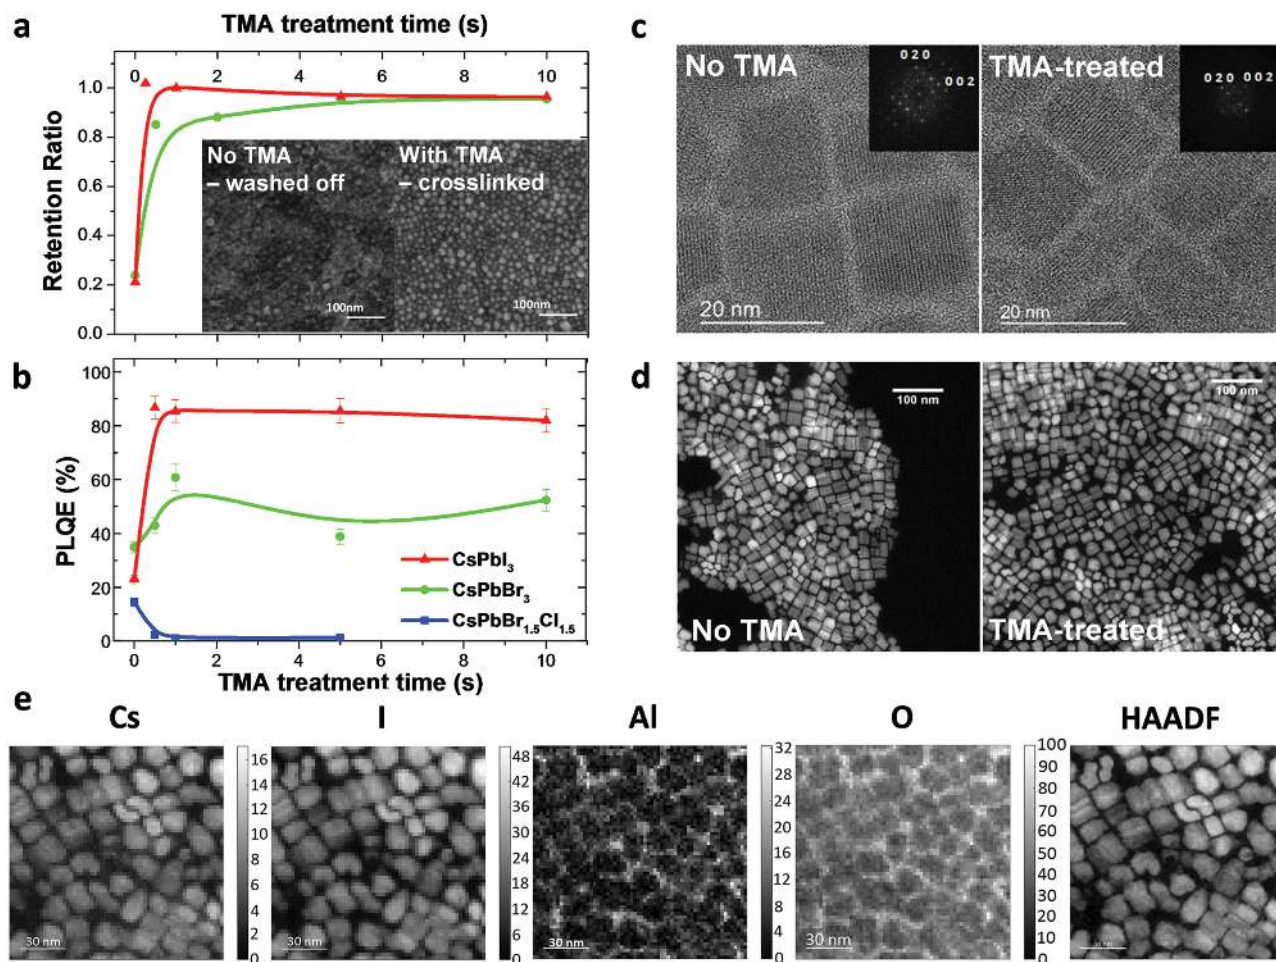 a
TMA treatment time (s)
0 2 4 6 8 10
1.0
0.8
0.6
0.4
0.2
0.0
Retention Ratio
No TMA
– washed off
100nm
With TMA
– crosslinked
100nm
b
100
80
60
40
20
0
PLQE (%)
CsPbI3
CsPbBr3
CsPbBr1.5Cl1.5
0 2 4 6 8 10
TMA treatment time (s)
c
No TMA
0 2 0
0 0 2
20 nm
TMA-treated
0 2 0 0 0 2
20 nm
d
100 nm
No TMA
100 nm
TMA-treated
e
Cs
30 nm
16
14
12
10
8
6
4
2
0
I
30 nm
48
42
36
30
24
18
12
6
0
Al
30 nm
32
28
24
20
16
12
8
4
0
O
30 nm
100
90
80
70
60
50
40
30
20
10
0
HAADF
30 nm